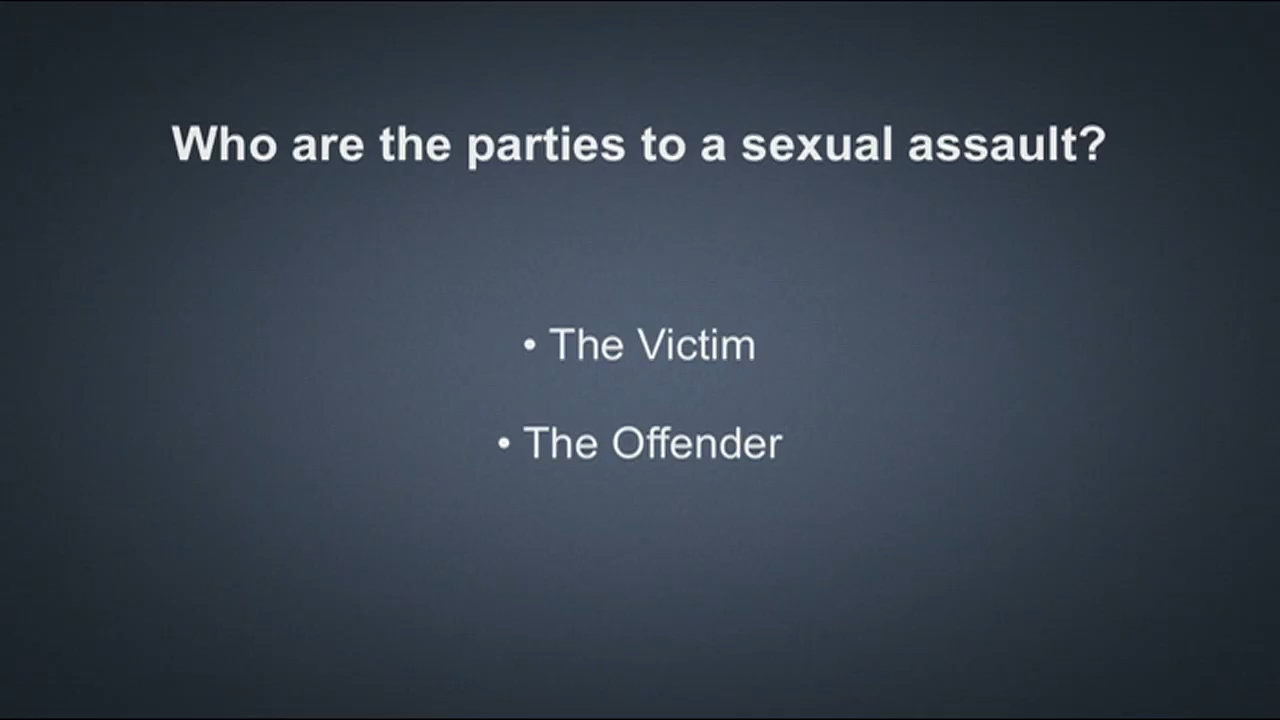 Who are the parties to a sexual assault?
• The Victim
• The Offender